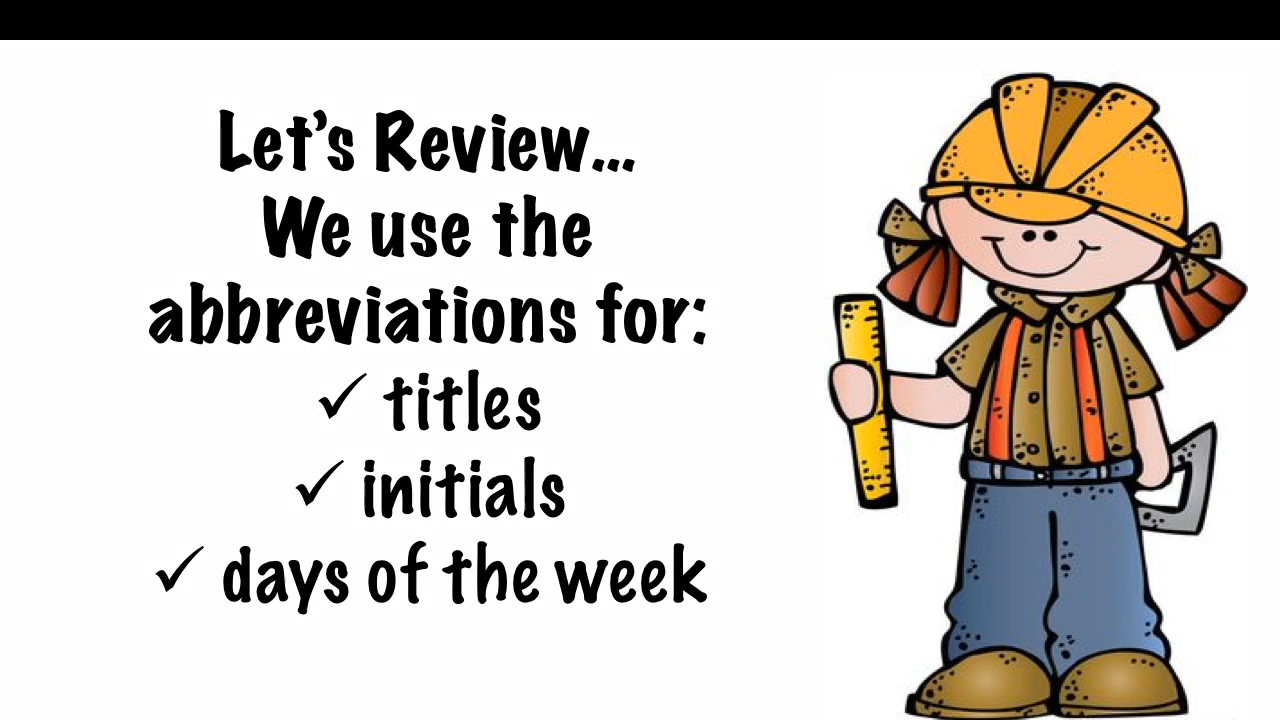 Let’s Review...
We use the
abbreviations for:
✓ titles
✓ initials
✓ days of the week